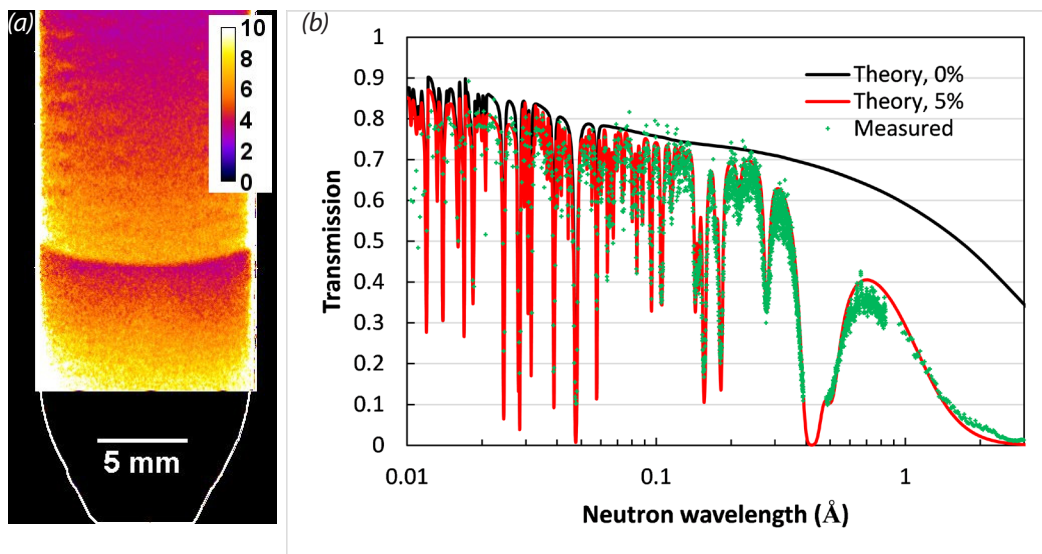 (a)
10
8
6
4
2
0
5 mm
(b)
1
0.9
0.8
0.7
0.6
0.5
0.4
0.3
0.2
0.1
0
Transmission
Theory, 0%
Theory, 5%
Measured
0.01 0.1 1
Neutron wavelength (Å)